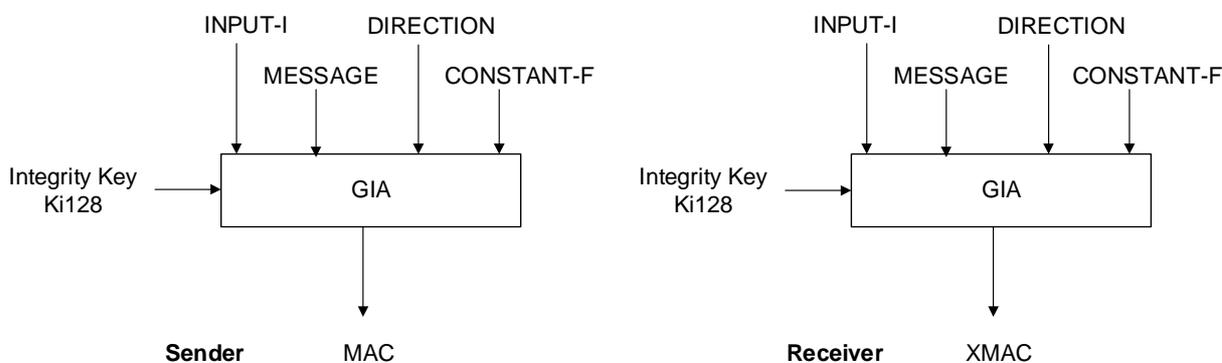 INPUT-I DIRECTION
MESSAGE CONSTANT-F
Integrity Key
Ki128
GIA
Sender MAC
INPUT-I DIRECTION
MESSAGE CONSTANT-F
Integrity Key
Ki128
GIA
Receiver XMAC